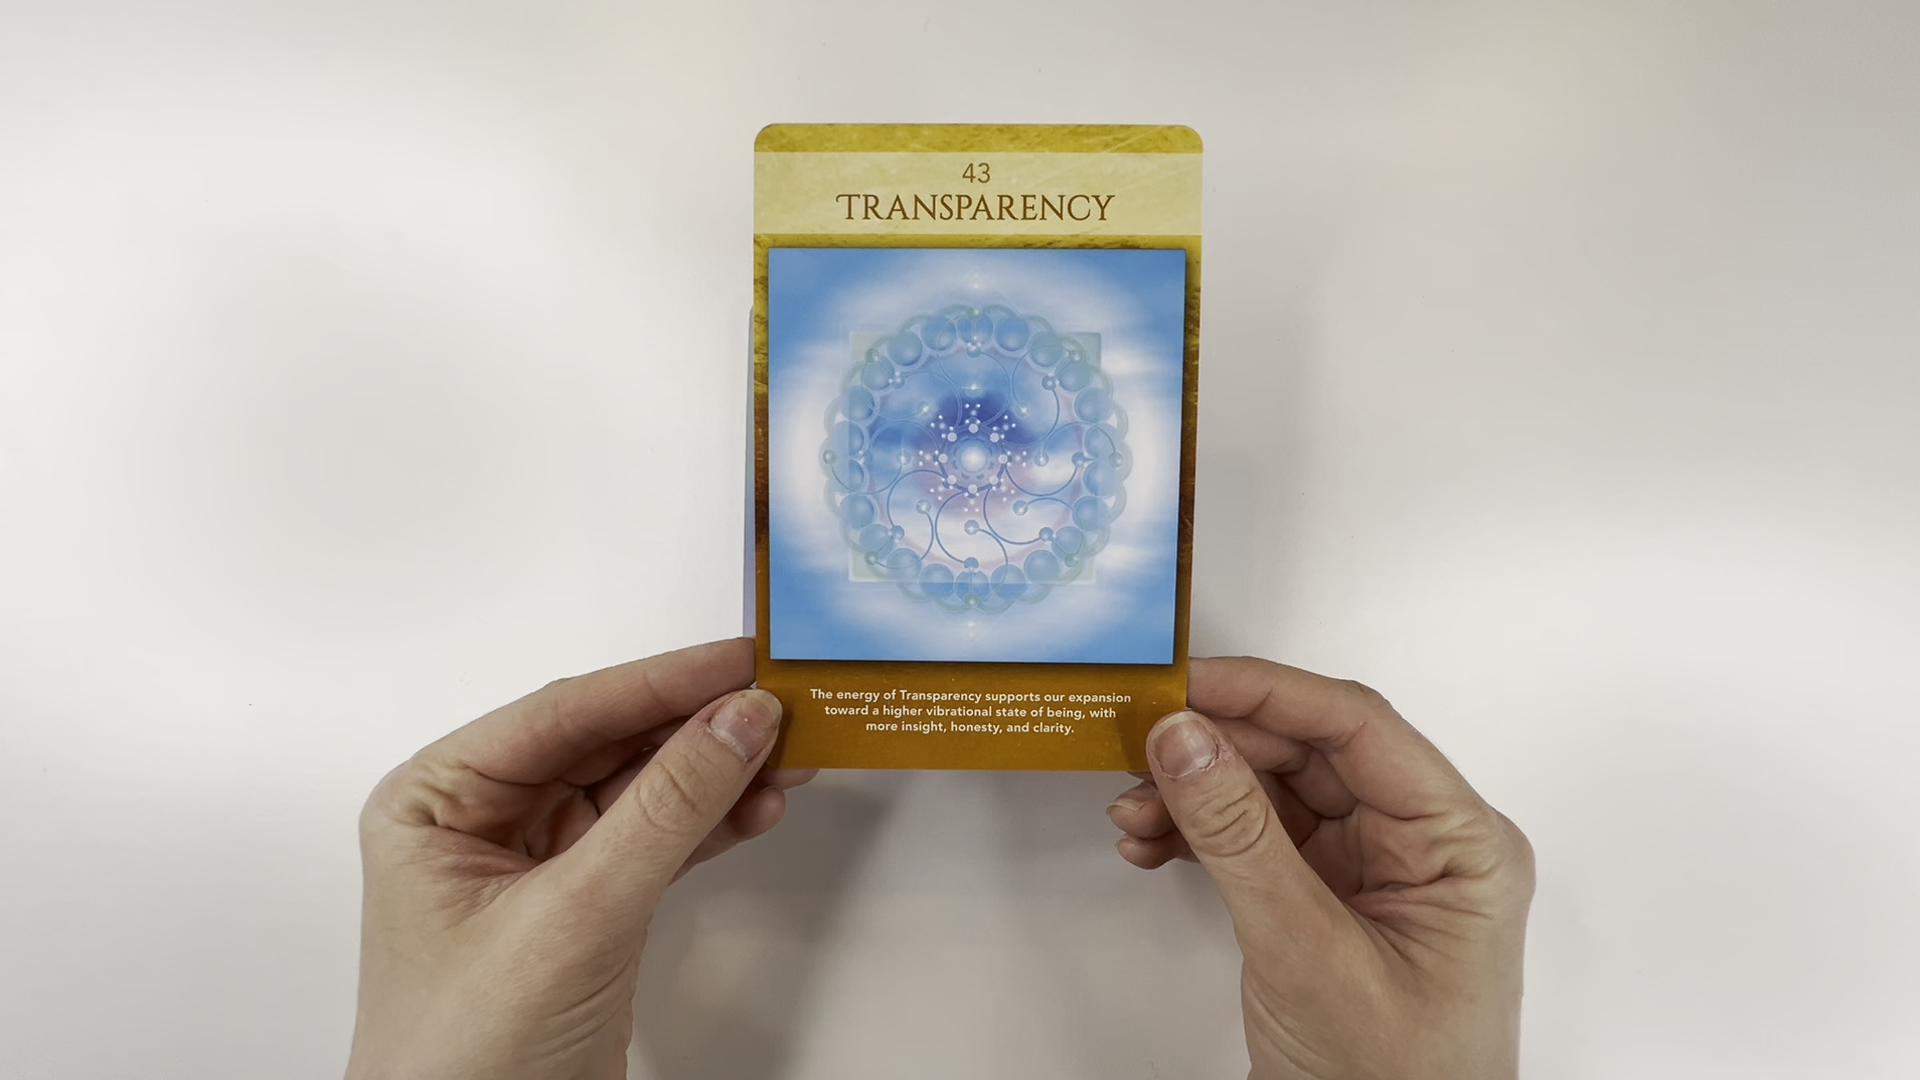 43
TRANSPARENCY
The energy of Transparency supports our expansion
toward a higher vibrational state of being, with
more insight, honesty, and clarity.